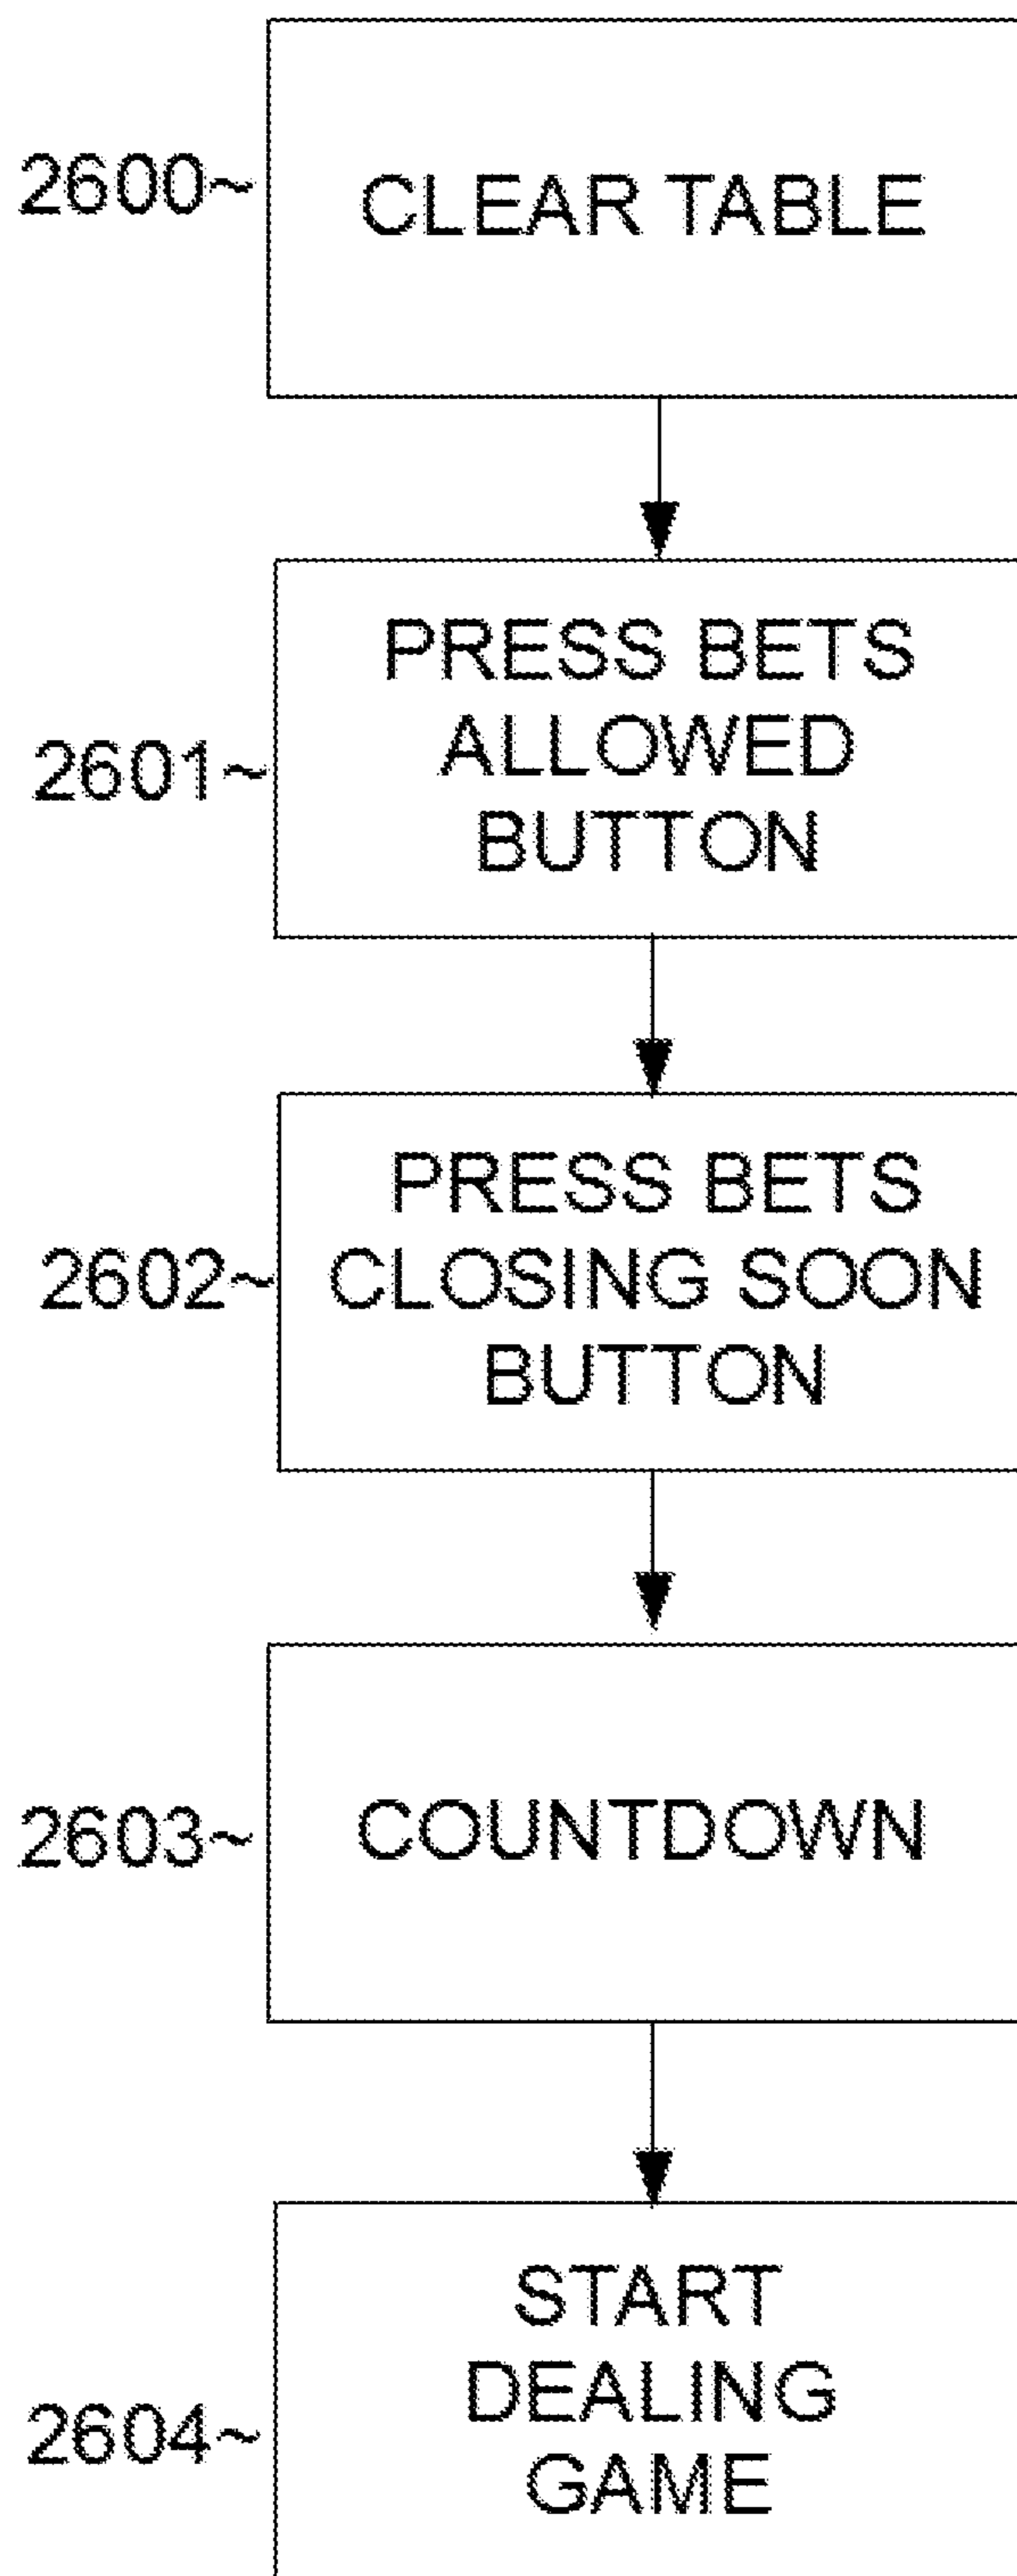 2600~
CLEAR TABLE
2601~
PRESS BETS
ALLOWED
BUTTON
2602~
PRESS BETS
CLOSING SOON
BUTTON
2603~
COUNTDOWN
2604~
START
DEALING
GAME